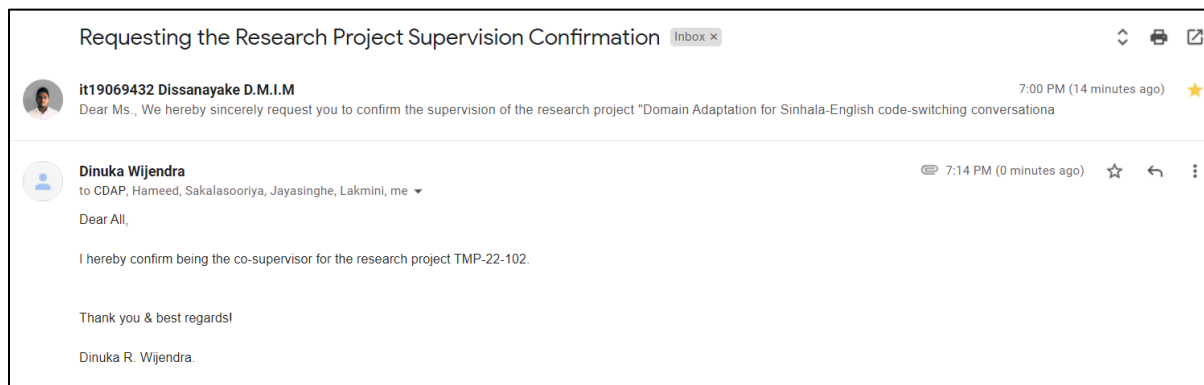 Requesting the Research Project Supervision Confirmation Inbox ×
it19069432 Dissanayake D.M.I.M 7:00 PM (14 minutes ago)
Dear Ms., We hereby sincerely request you to confirm the supervision of the research project "Domain Adaptation for Sinhala-English code-switching conversationa
Dinuka Wijendra 7:14 PM (0 minutes ago)
to CDAP, Hameed, Sakalasooriya, Jayasinghe, Lakmini, me
Dear All,
I hereby confirm being the co-supervisor for the research project TMP-22-102.
Thank you & best regards!
Dinuka R. Wijendra.